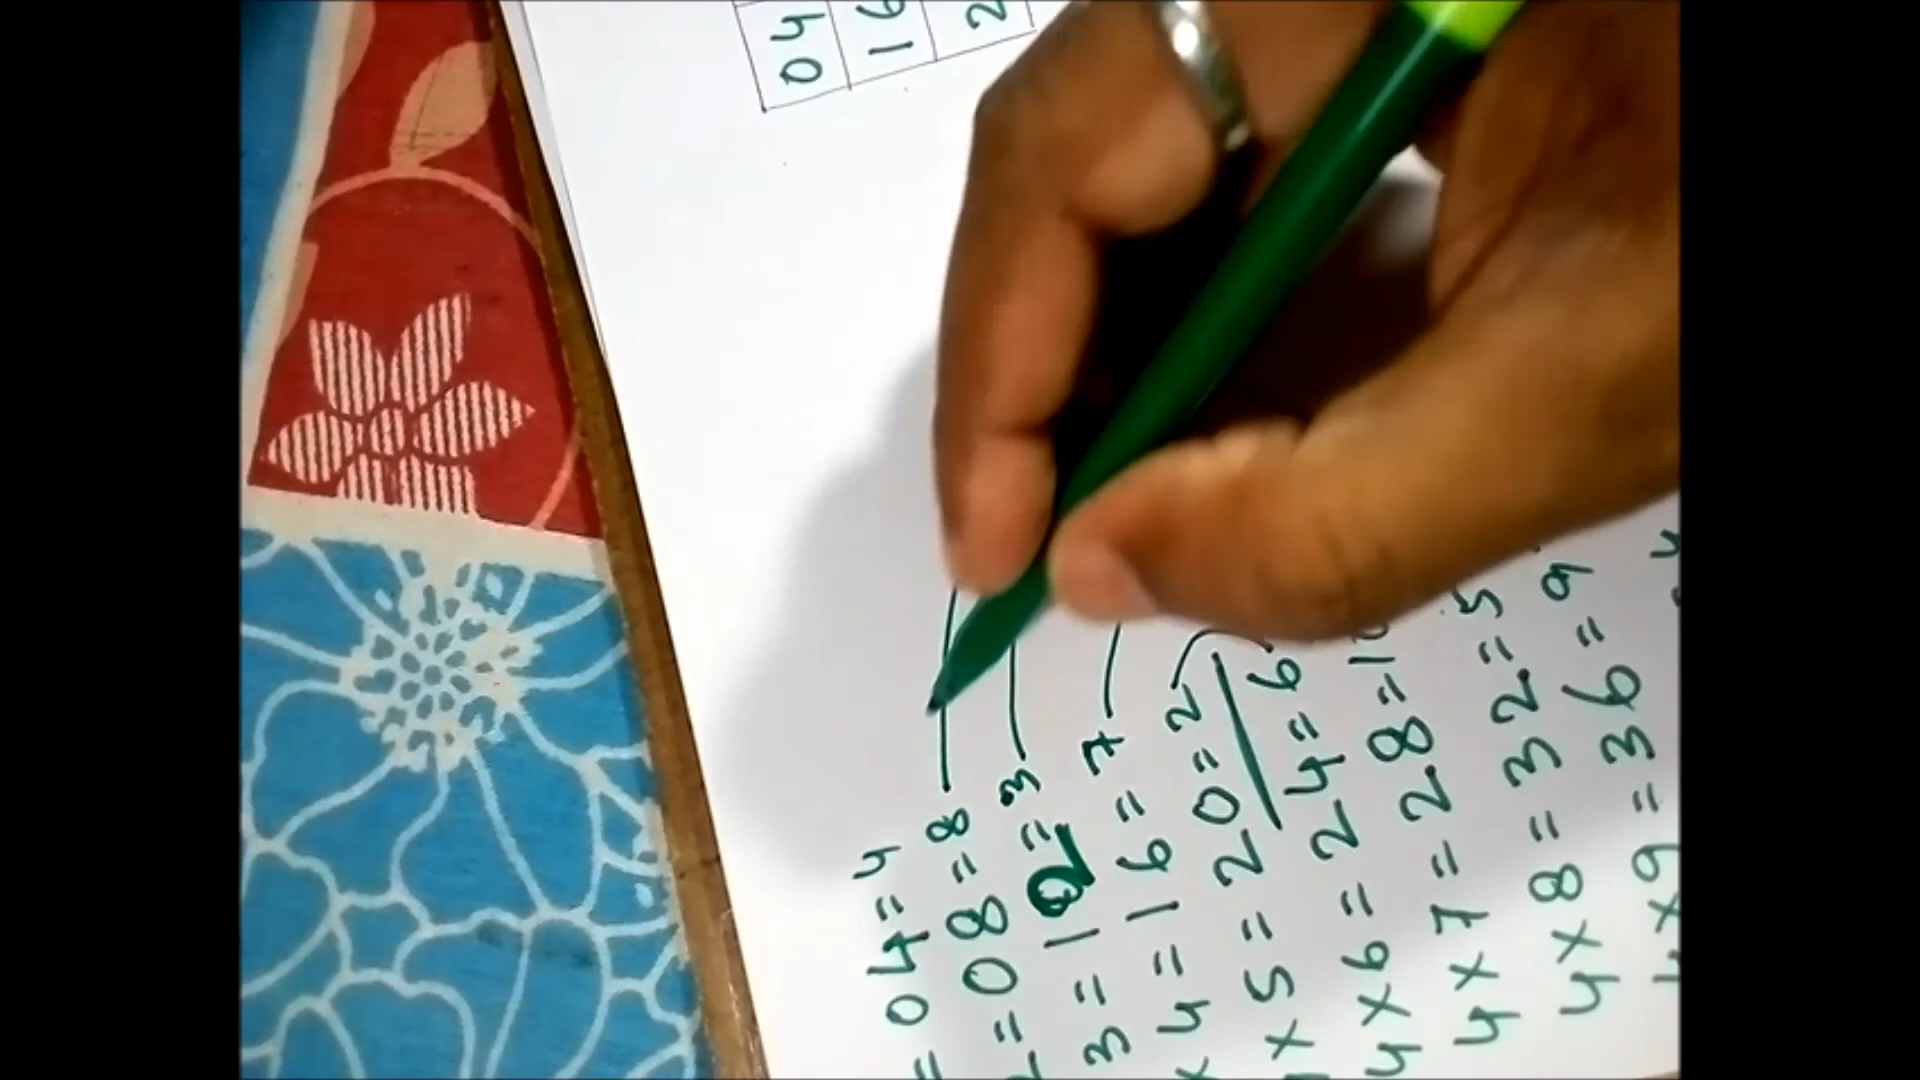 04
16
2
= 04 = 4
= 08 = 8
3 = 12 = 3
× 4 = 16 = 7
× 5 = 20 = 2
4 × 6 = 24 = 6
4 × 7 = 28 = 1
4 × 8 = 32 = 5
4 × 9 = 36 = 9